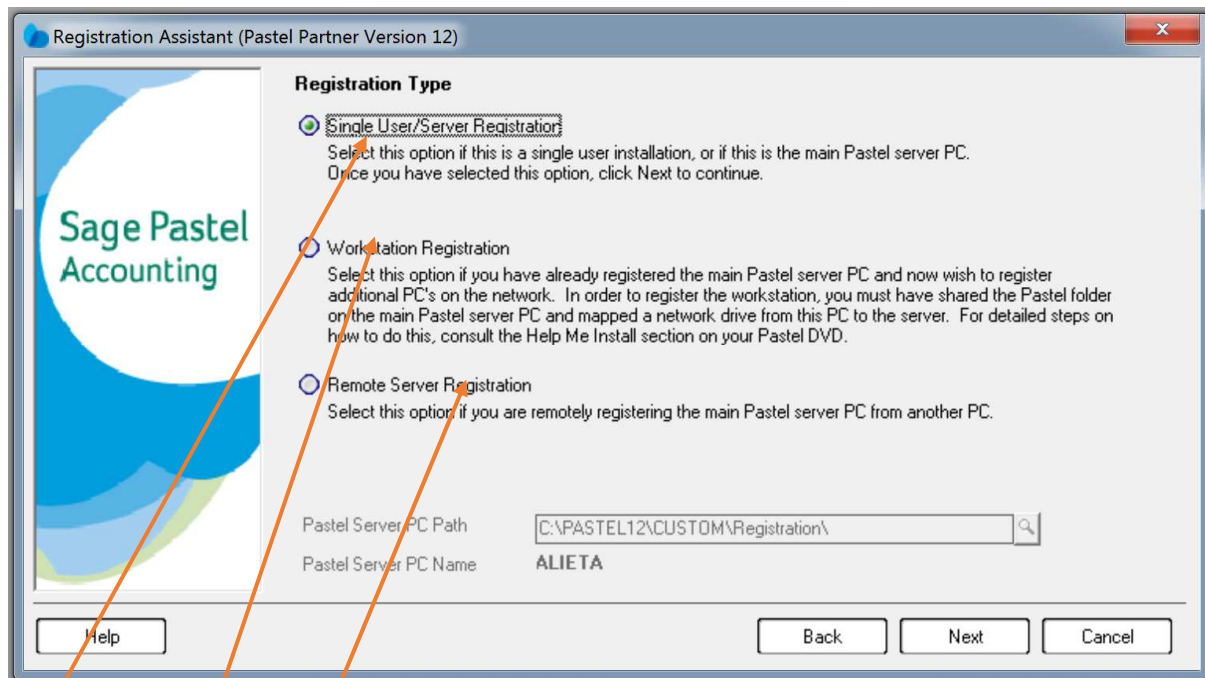 Registration Assistant (Pastel Partner Version 12)
Registration Type
Single User/Server Registration
Select this option if this is a single user installation, or if this is the main Pastel server PC.
Once you have selected this option, click Next to continue.
Sage Pastel
Accounting
Workstation Registration
Select this option if you have already registered the main Pastel server PC and now wish to register
additional PC's on the network. In order to register the workstation, you must have shared the Pastel folder
on the main Pastel server PC and mapped a network drive from this PC to the server. For detailed steps on
how to do this, consult the Help Me Install section on your Pastel DVD.
Remote Server Registration
Select this option if you are remotely registering the main Pastel server PC from another PC.
Pastel Server PC Path
C:\PASTEL12\CUSTOM\Registration\
Pastel Server PC Name
ALIETA
Help
Back
Next
Cancel